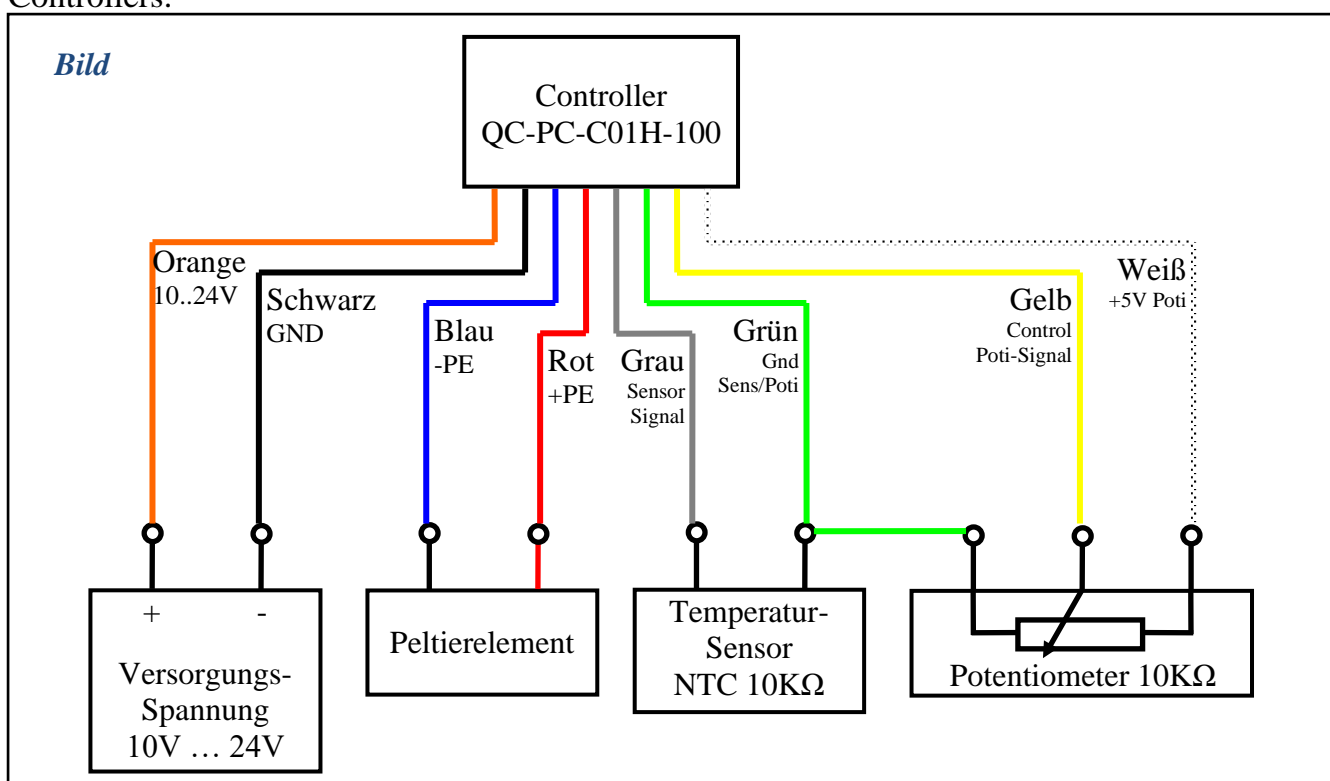 Controllers.
Bild
Controller
QC-PC-C01H-100
Orange
10..24V
Schwarz
GND
Blau
-PE
Rot
+PE
Grau
Sensor
Signal
Grün
Gnd
Sens/Poti
Gelb
Control
Poti-Signal
Weiß
+5V Poti
+ -
Versorgungs-
Spannung
10V … 24V
Peltierelement
Temperatur-
Sensor
NTC 10KΩ
Potentiometer 10KΩ